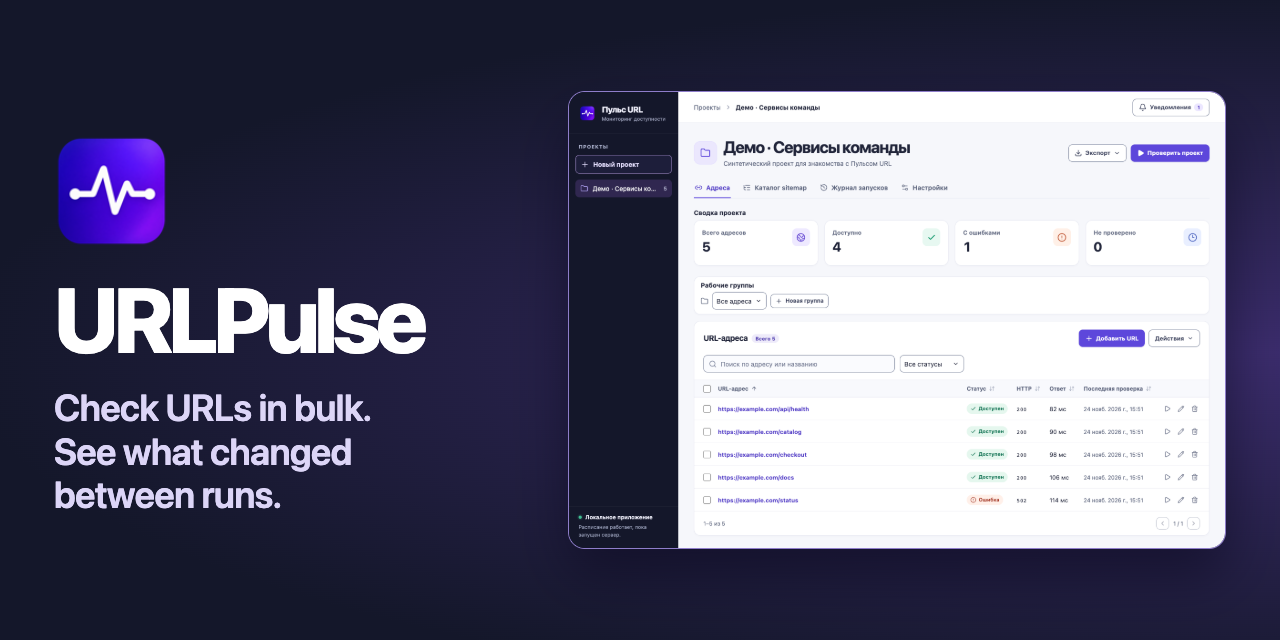 URLPulse
Check URLs in bulk.
See what changed
between runs.
Пульс URL
Мониторинг доступности
ПРОЕКТЫ
Новый проект
Демо · Сервисы ко... 5
Локальное приложение
Расписание работает, пока
запущен сервер.
Проекты > Демо · Сервисы команды
Уведомления 1
Демо · Сервисы команды
Синтетический проект для знакомства с Пульсом URL
Экспорт
Проверить проект
Адреса Каталог sitemap Журнал запусков Настройки
Сводка проекта
Всего адресов
5
Доступно
4
С ошибками
1
Не проверено
0
Рабочие группы
Все адреса
+ Новая группа
URL-адреса Всего 5
+ Добавить URL
Действия
Поиск по адресу или названию
Все статусы
URL-адрес ↑ Статус HTTP Ответ Последняя проверка
https://example.com/api/health Доступен 200 82 мс 24 нояб. 2026 г., 15:51
https://example.com/catalog Доступен 200 90 мс 24 нояб. 2026 г., 15:51
https://example.com/checkout Доступен 200 98 мс 24 нояб. 2026 г., 15:51
https://example.com/docs Доступен 200 106 мс 24 нояб. 2026 г., 15:51
https://example.com/status Ошибка 502 114 мс 24 нояб. 2026 г., 15:51
1–5 из 5
1 / 1